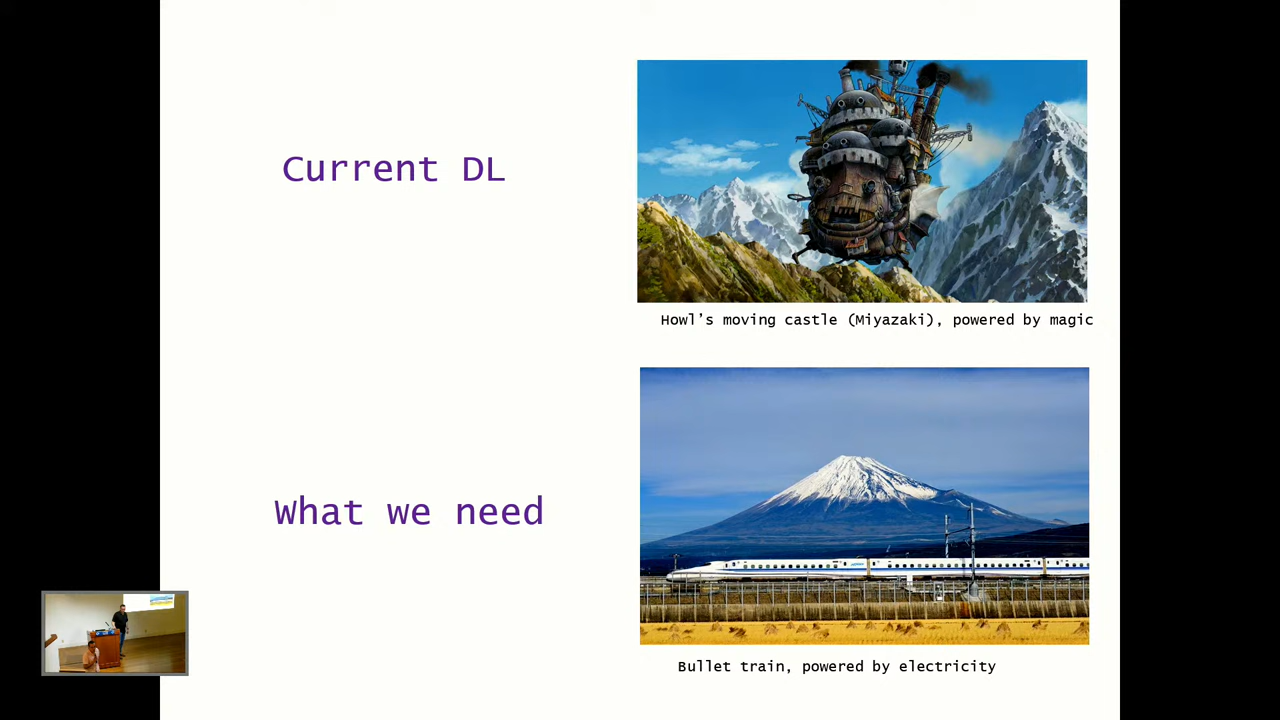 Current DL
Howl’s moving castle (Miyazaki), powered by magic
What we need
Bullet train, powered by electricity